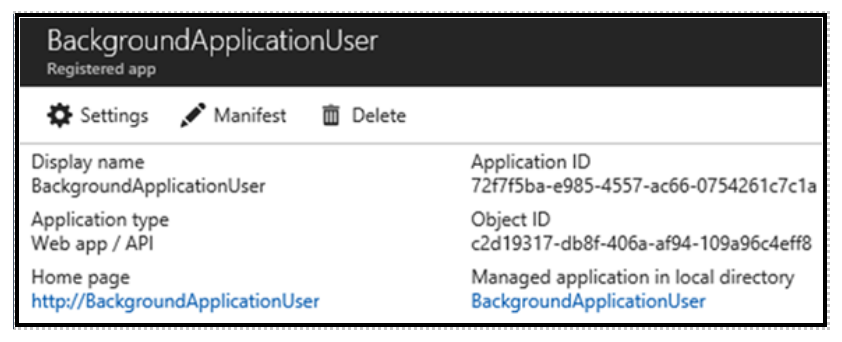 BackgroundApplicationUser
Registered app
Settings Manifest Delete
Display name
BackgroundApplicationUser
Application ID
72f7f5ba-e985-4557-ac66-0754261c7c1a
Application type
Web app / API
Object ID
c2d19317-db8f-406a-af94-109a96c4eff8
Home page
http://BackgroundApplicationUser
Managed application in local directory
BackgroundApplicationUser